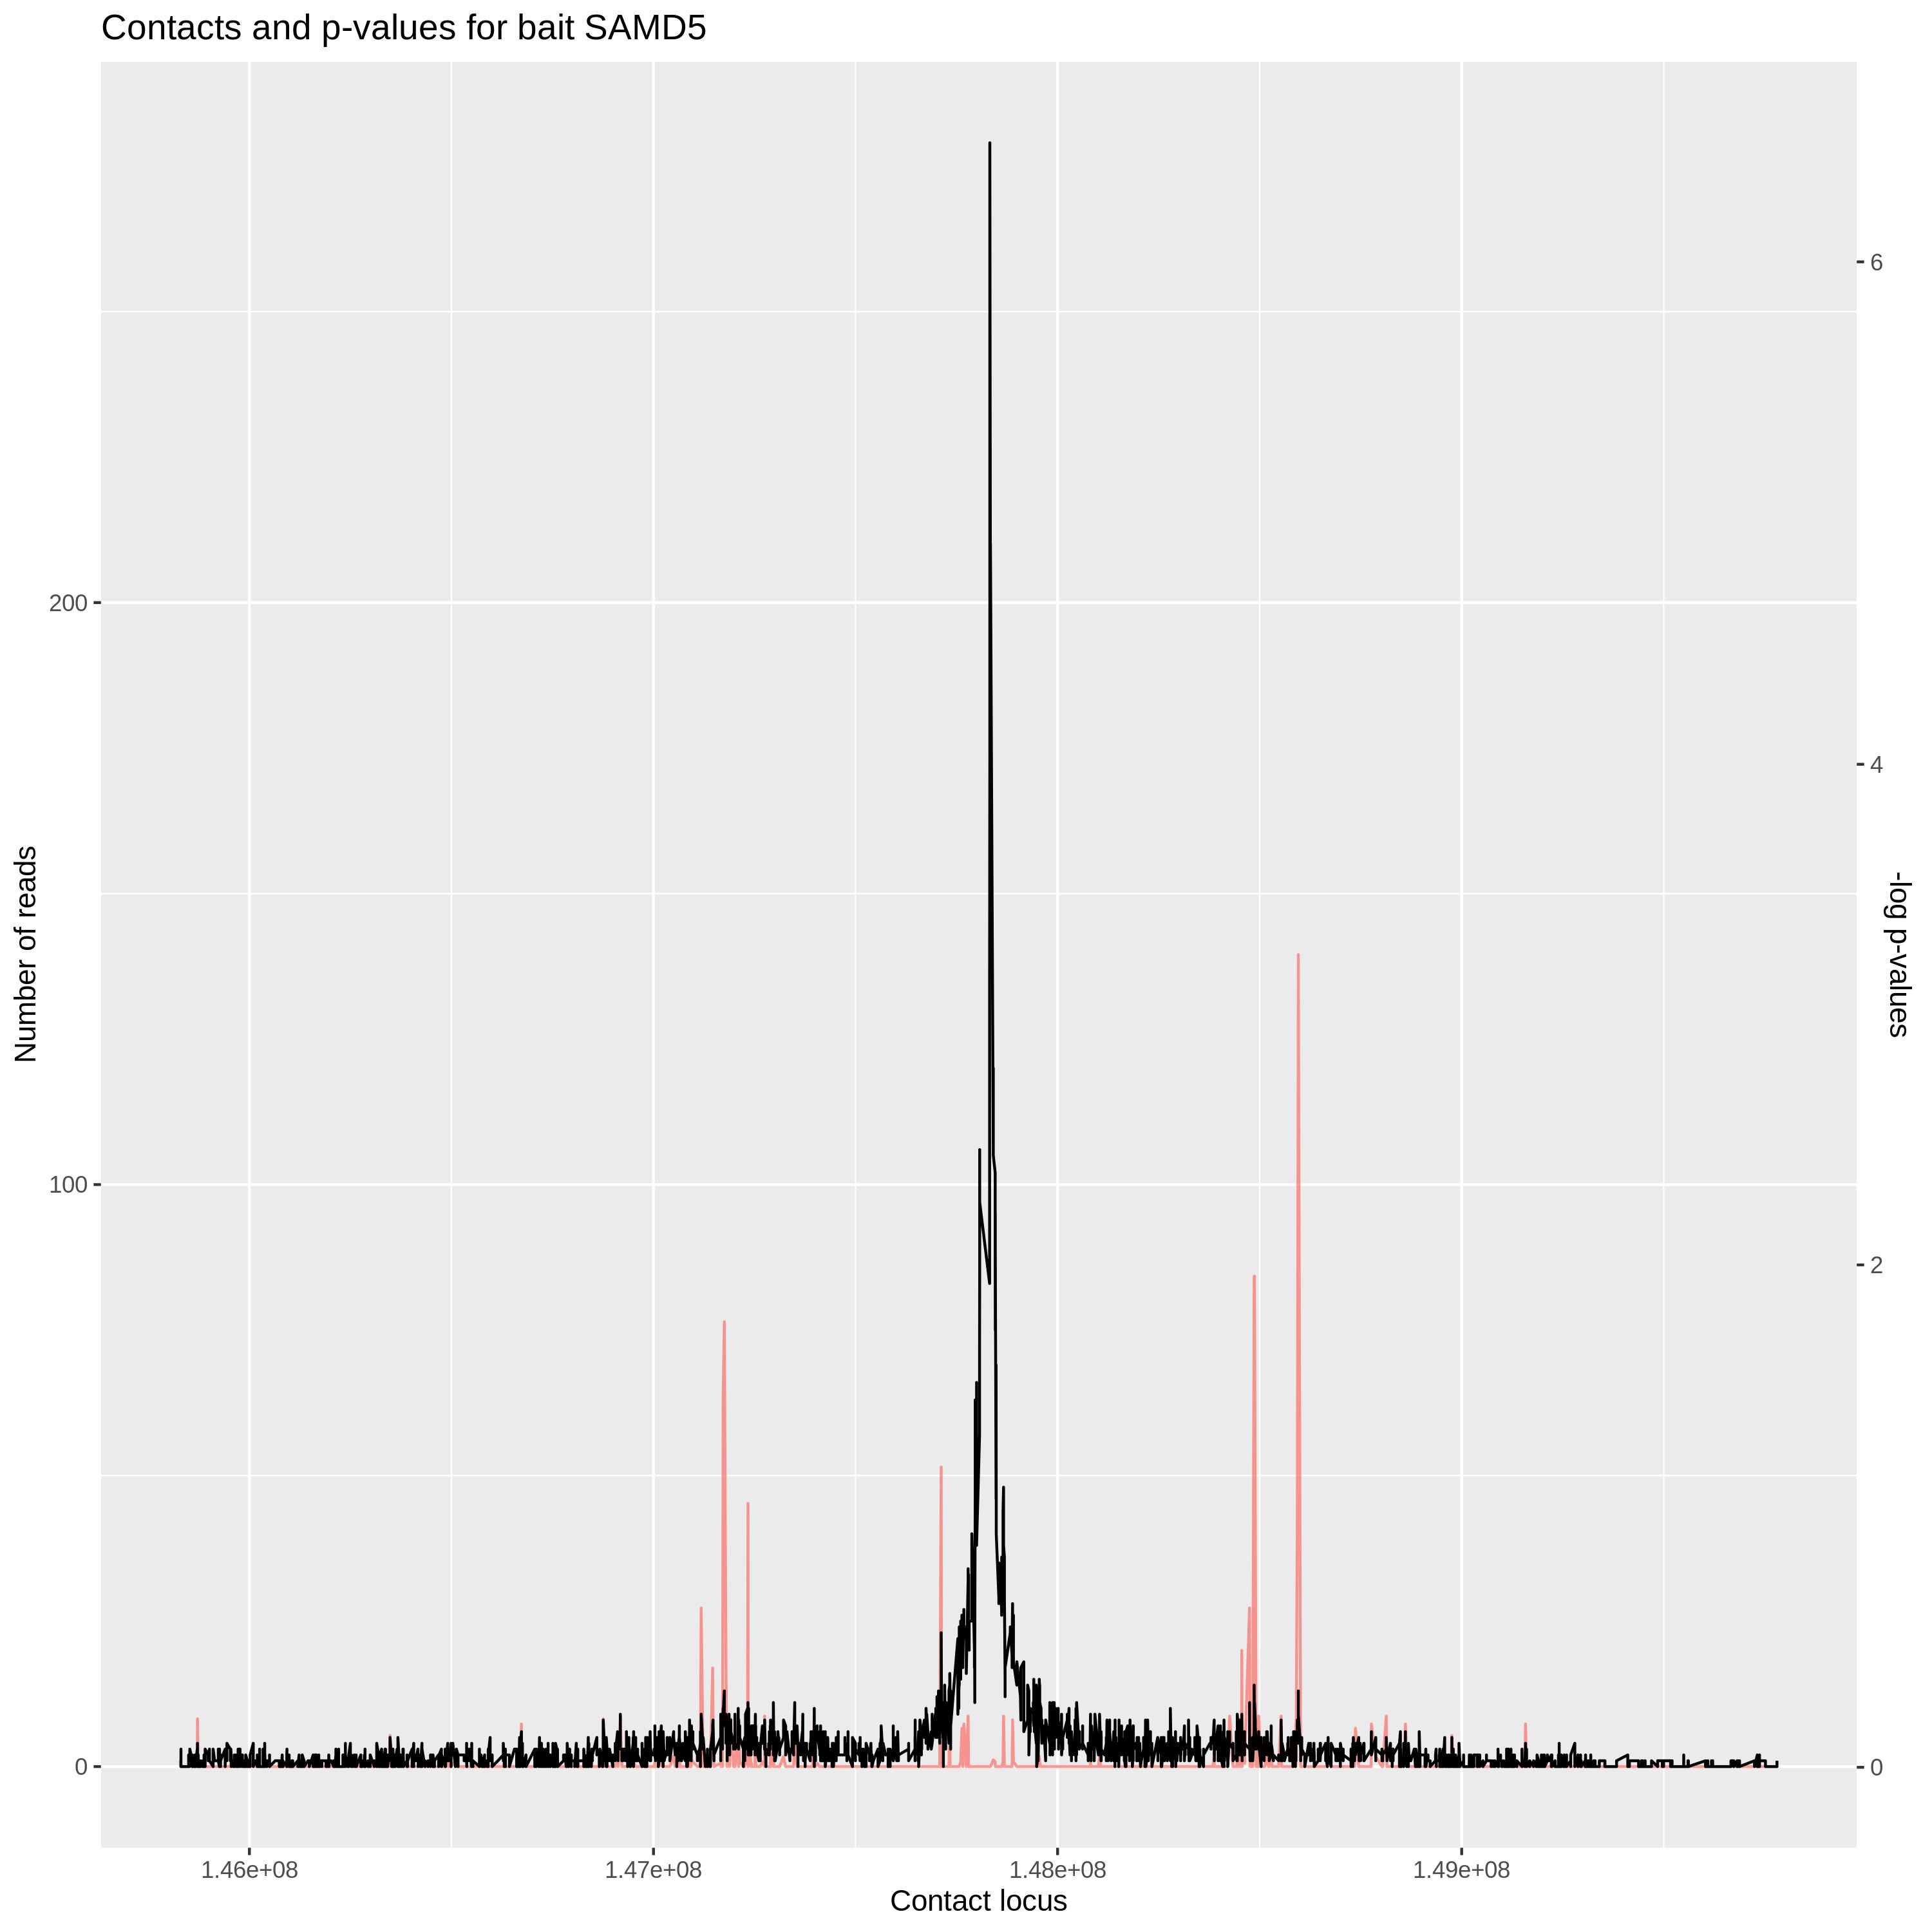 Contacts and p-values for bait SAMD5
Number of reads
200
100
0
6
4
2
0
-log p-values
1.46e+08
1.47e+08
1.48e+08
1.49e+08
Contact locus